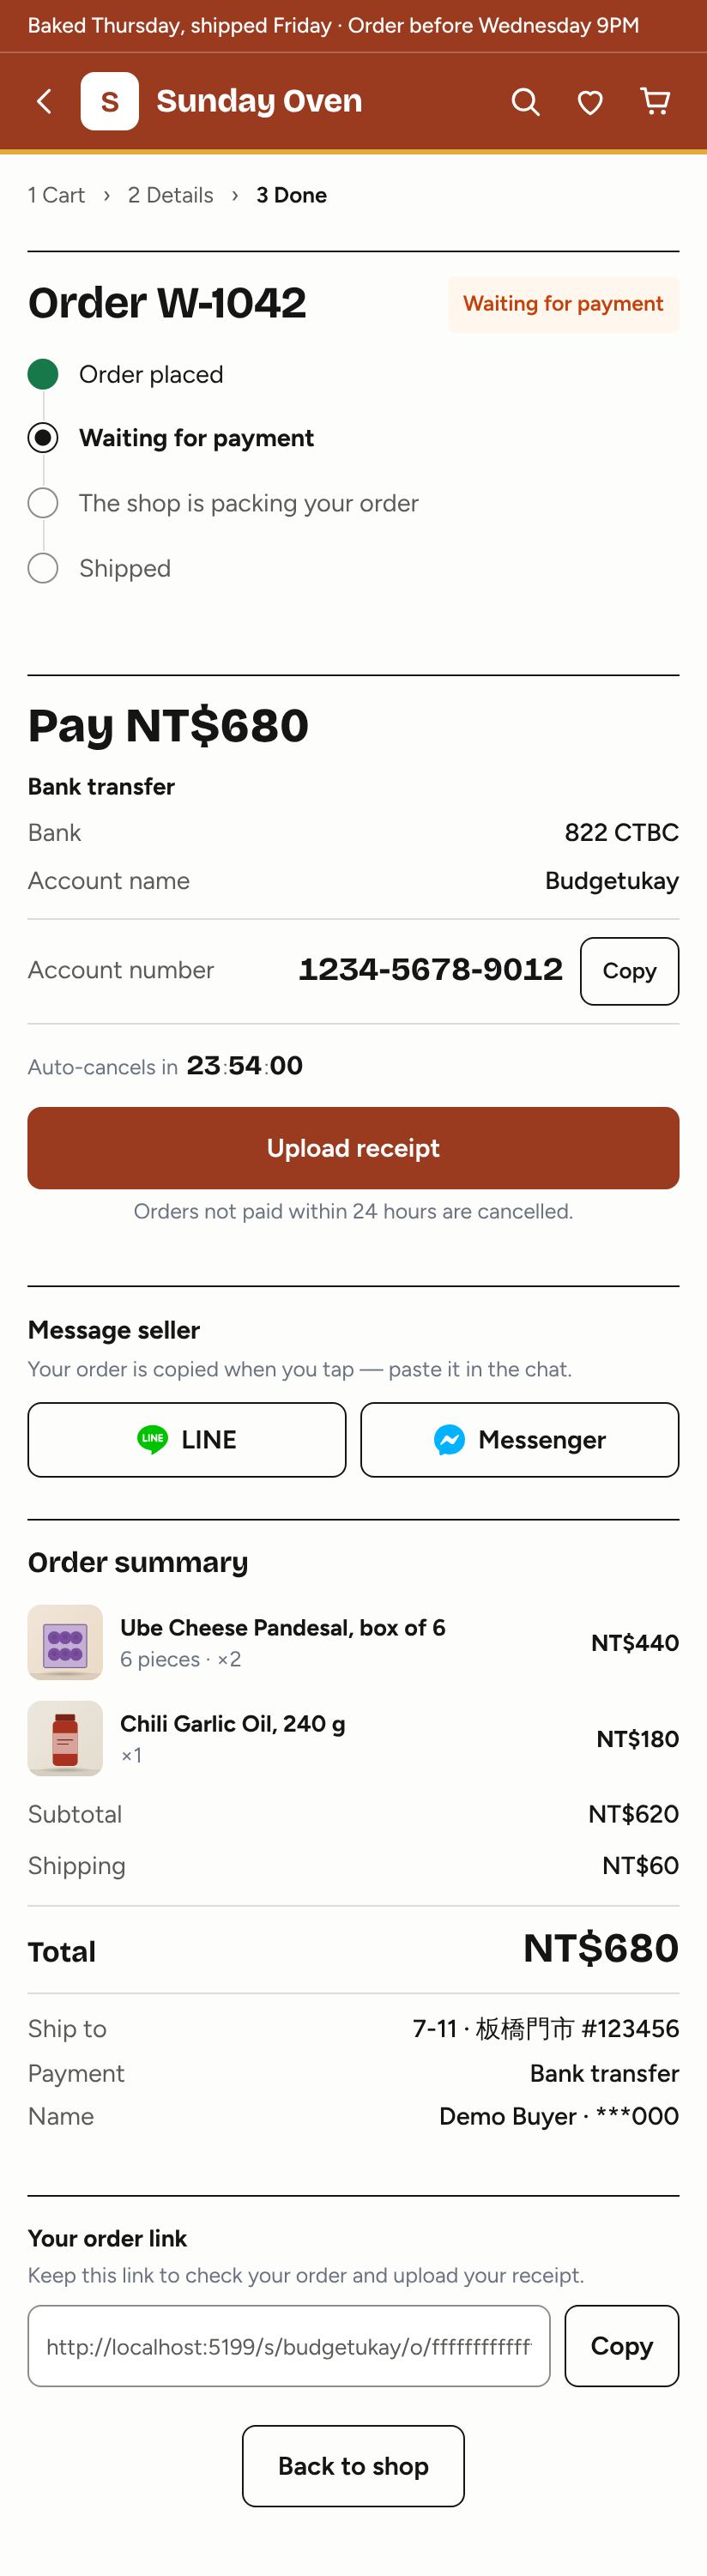 Baked Thursday, shipped Friday · Order before Wednesday 9PM
S Sunday Oven
1 Cart › 2 Details › 3 Done
Order W-1042
Waiting for payment
Order placed
Waiting for payment
The shop is packing your order
Shipped
Pay NT$680
Bank transfer
Bank 822 CTBC
Account name Budgetukay
Account number 1234-5678-9012 Copy
Auto-cancels in 23:54:00
Upload receipt
Orders not paid within 24 hours are cancelled.
Message seller
Your order is copied when you tap — paste it in the chat.
LINE LINE Messenger
Order summary
Ube Cheese Pandesal, box of 6
6 pieces · ×2
NT$440
Chili Garlic Oil, 240 g
×1
NT$180
Subtotal NT$620
Shipping NT$60
Total NT$680
Ship to 7-11 · 板橋門市 #123456
Payment Bank transfer
Name Demo Buyer · ***000
Your order link
Keep this link to check your order and upload your receipt.
http://localhost:5199/s/budgetukay/o/ffffffffffff Copy
Back to shop